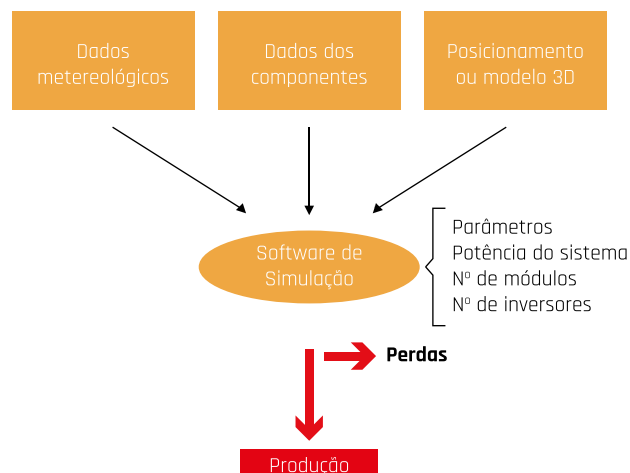 Dados
metereológicos
Dados dos
componentes
Posicionamento
ou modelo 3D
Software de
Simulação
Parâmetros
Potência do sistema
Nº de módulos
Nº de inversores
Perdas
Produção